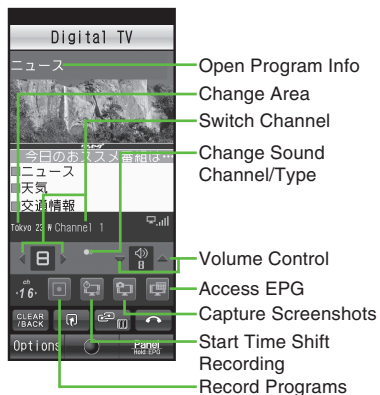 Digital TV
ニュース
Open Program Info
Change Area
Switch Channel
今日のおススメ番組は…
ニュース
天気
交通情報
Change Sound
Channel/Type
Tokyo 23 W Channel 1
8
8
Volume Control
ch
-16-
Access EPG
Capture Screenshots
CLEAR
/BACK
Start Time Shift
Recording
Options
Panel
Hold:EPG
Record Programs